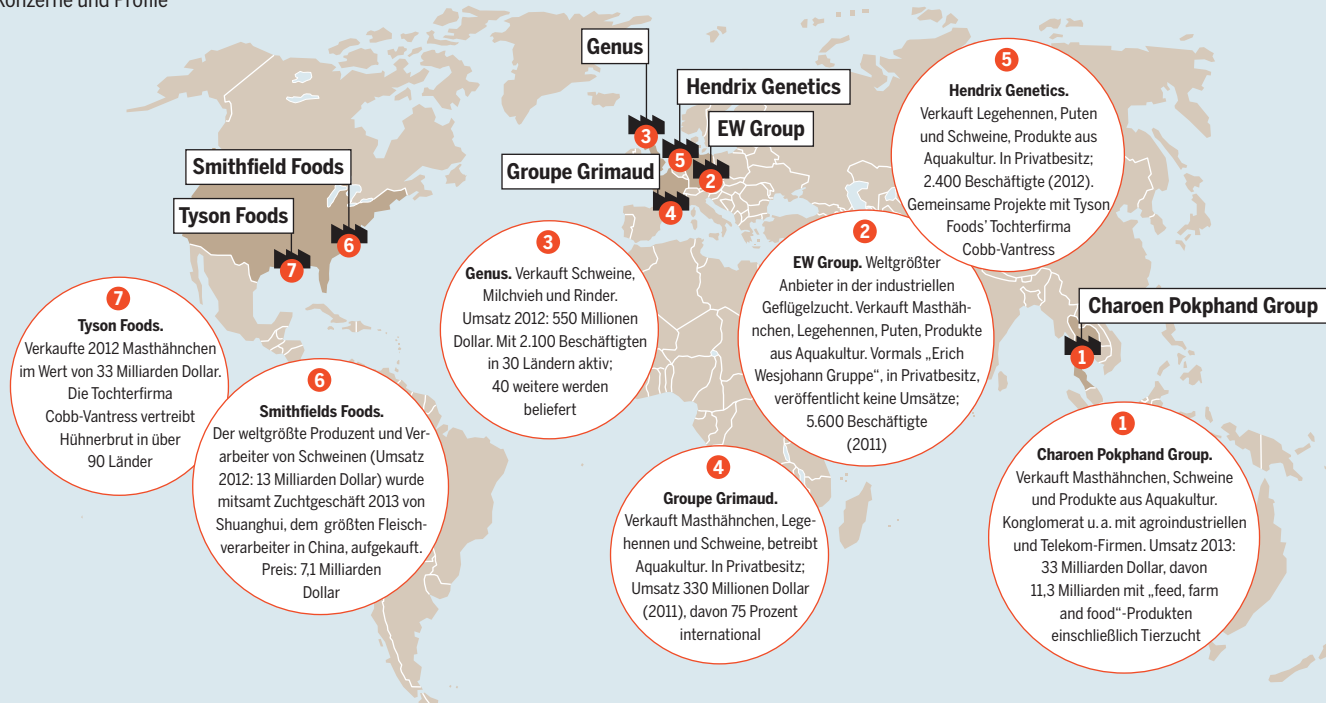 Konzerne und Profile
Genus
3
Hendrix Genetics
5
EW Group
2
Groupe Grimaud
4
Smithfield Foods
6
Tyson Foods
7
Charoen Pokphand Group
1
5
Hendrix Genetics.
Verkauft Legehennen, Puten
und Schweine, Produkte aus
Aquakultur. In Privatbesitz;
2.400 Beschäftigte (2012).
Gemeinsame Projekte mit Tyson
Foods’ Tochterfirma
Cobb-Vantress
3
Genus. Verkauft Schweine,
Milchvieh und Rinder.
Umsatz 2012: 550 Millionen
Dollar. Mit 2.100 Beschäftigten
in 30 Ländern aktiv;
40 weitere werden
beliefert
2
EW Group. Weltgrößter
Anbieter in der industriellen
Geflügelzucht. Verkauft Masthäh-
nchen, Legehennen, Puten, Produkte
aus Aquakultur. Vormals „Erich
Wesjohann Gruppe“, in Privatbesitz,
veröffentlicht keine Umsätze;
5.600 Beschäftigte
(2011)
7
Tyson Foods.
Verkaufte 2012 Masthähnchen
im Wert von 33 Milliarden Dollar.
Die Tochterfirma
Cobb-Vantress vertreibt
Hühnerbrut in über
90 Länder
6
Smithfields Foods.
Der weltgrößte Produzent und Ver-
arbeiter von Schweinen (Umsatz
2012: 13 Milliarden Dollar) wurde
mitsamt Zuchtgeschäft 2013 von
Shuanghui, dem größten Fleisch-
verarbeiter in China, aufgekauft.
Preis: 7,1 Milliarden
Dollar
4
Groupe Grimaud.
Verkauft Masthähnchen, Lege-
hennen und Schweine, betreibt
Aquakultur. In Privatbesitz;
Umsatz 330 Millionen Dollar
(2011), davon 75 Prozent
international
1
Charoen Pokphand Group.
Verkauft Masthähnchen, Schweine
und Produkte aus Aquakultur.
Konglomerat u. a. mit agroindustriellen
und Telekom-Firmen. Umsatz 2013:
33 Milliarden Dollar, davon
11,3 Milliarden mit „feed, farm
and food“-Produkten
einschließlich Tierzucht